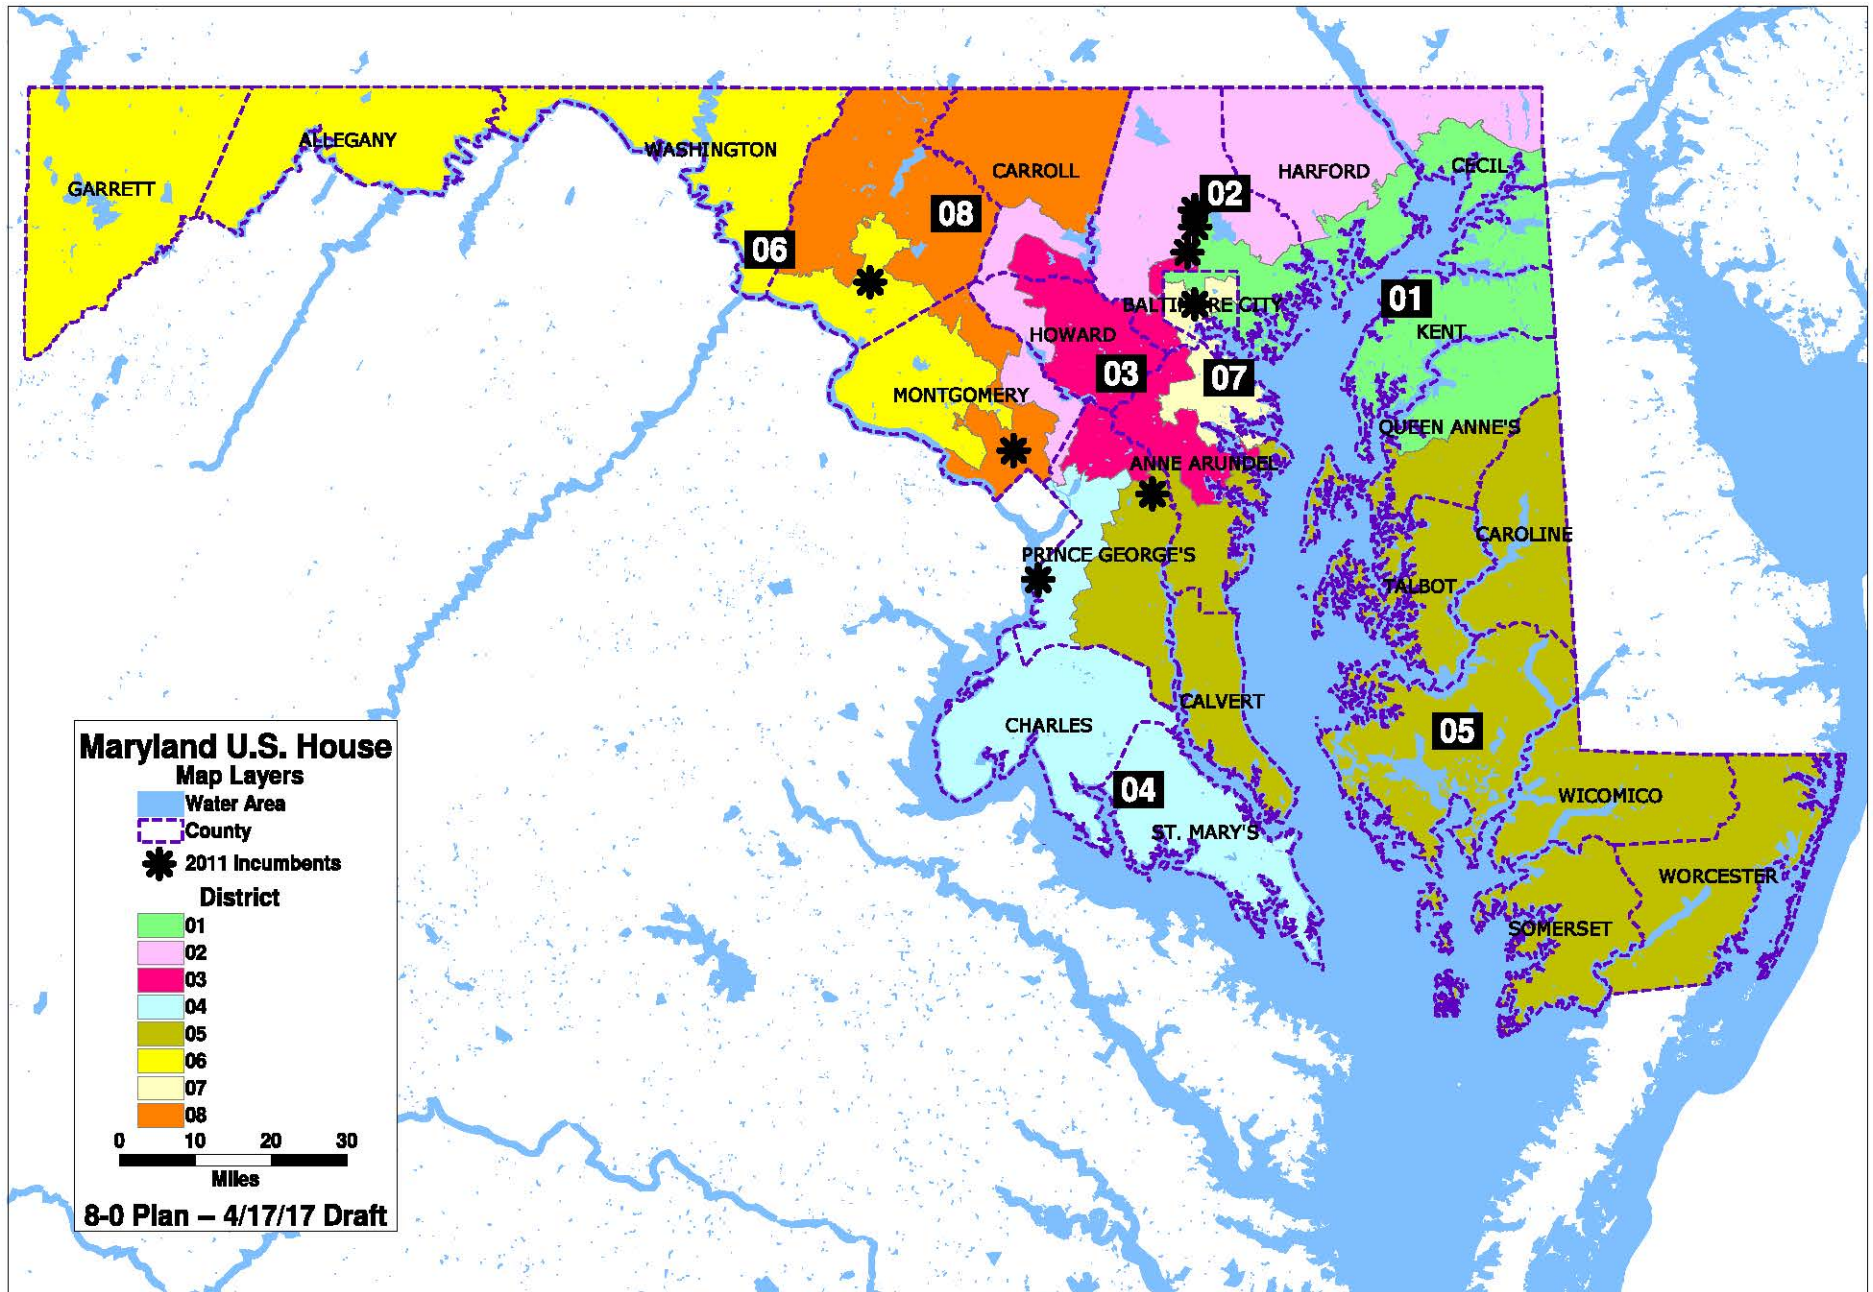 ALLEGANY
WASHINGTON
GARRETT
CARROLL
HARFORD
CECIL
02
08
06
01
BALTIMORE CITY
KENT
HOWARD
03
07
MONTGOMERY
QUEEN ANNE'S
ANNE ARUNDEL
CAROLINE
PRINCE GEORGE'S
TALBOT
CALVERT
CHARLES
05
04
WICOMICO
ST. MARY'S
WORCESTER
SOMERSET
Maryland U.S. House
Map Layers
Water Area
County
2011 Incumbents
District
01
02
03
04
05
06
07
08
0 10 20 30
Miles
8-0 Plan – 4/17/17 Draft